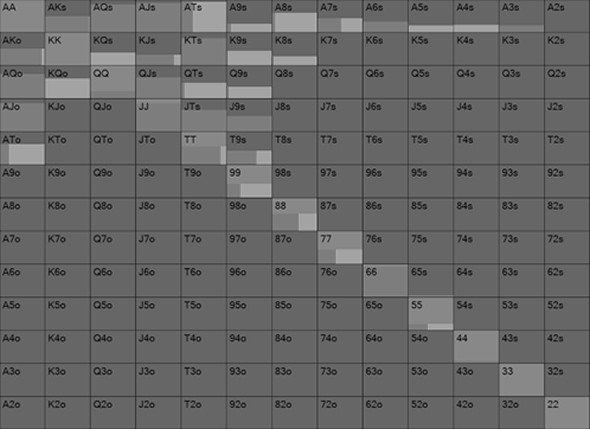 AA AKs AQs AJs ATs A9s A8s A7s A6s A5s A4s A3s A2s
AKo KK KQs KJs KTs K9s K8s K7s K6s K5s K4s K3s K2s
AQo KQo QQ QJs QTs Q9s Q8s Q7s Q6s Q5s Q4s Q3s Q2s
AJo KJo QJo JJ JTs J9s J8s J7s J6s J5s J4s J3s J2s
ATo KTo QTo JTo TT T9s T8s T7s T6s T5s T4s T3s T2s
A9o K9o Q9o J9o T9o 99 98s 97s 96s 95s 94s 93s 92s
A8o K8o Q8o J8o T8o 98o 88 87s 86s 85s 84s 83s 82s
A7o K7o Q7o J7o T7o 97o 87o 77 76s 75s 74s 73s 72s
A6o K6o Q6o J6o T6o 96o 86o 76o 66 65s 64s 63s 62s
A5o K5o Q5o J5o T5o 95o 85o 75o 65o 55 54s 53s 52s
A4o K4o Q4o J4o T4o 94o 84o 74o 64o 54o 44 43s 42s
A3o K3o Q3o J3o T3o 93o 83o 73o 63o 53o 43o 33 32s
A2o K2o Q2o J2o T2o 92o 82o 72o 62o 52o 42o 32o 22